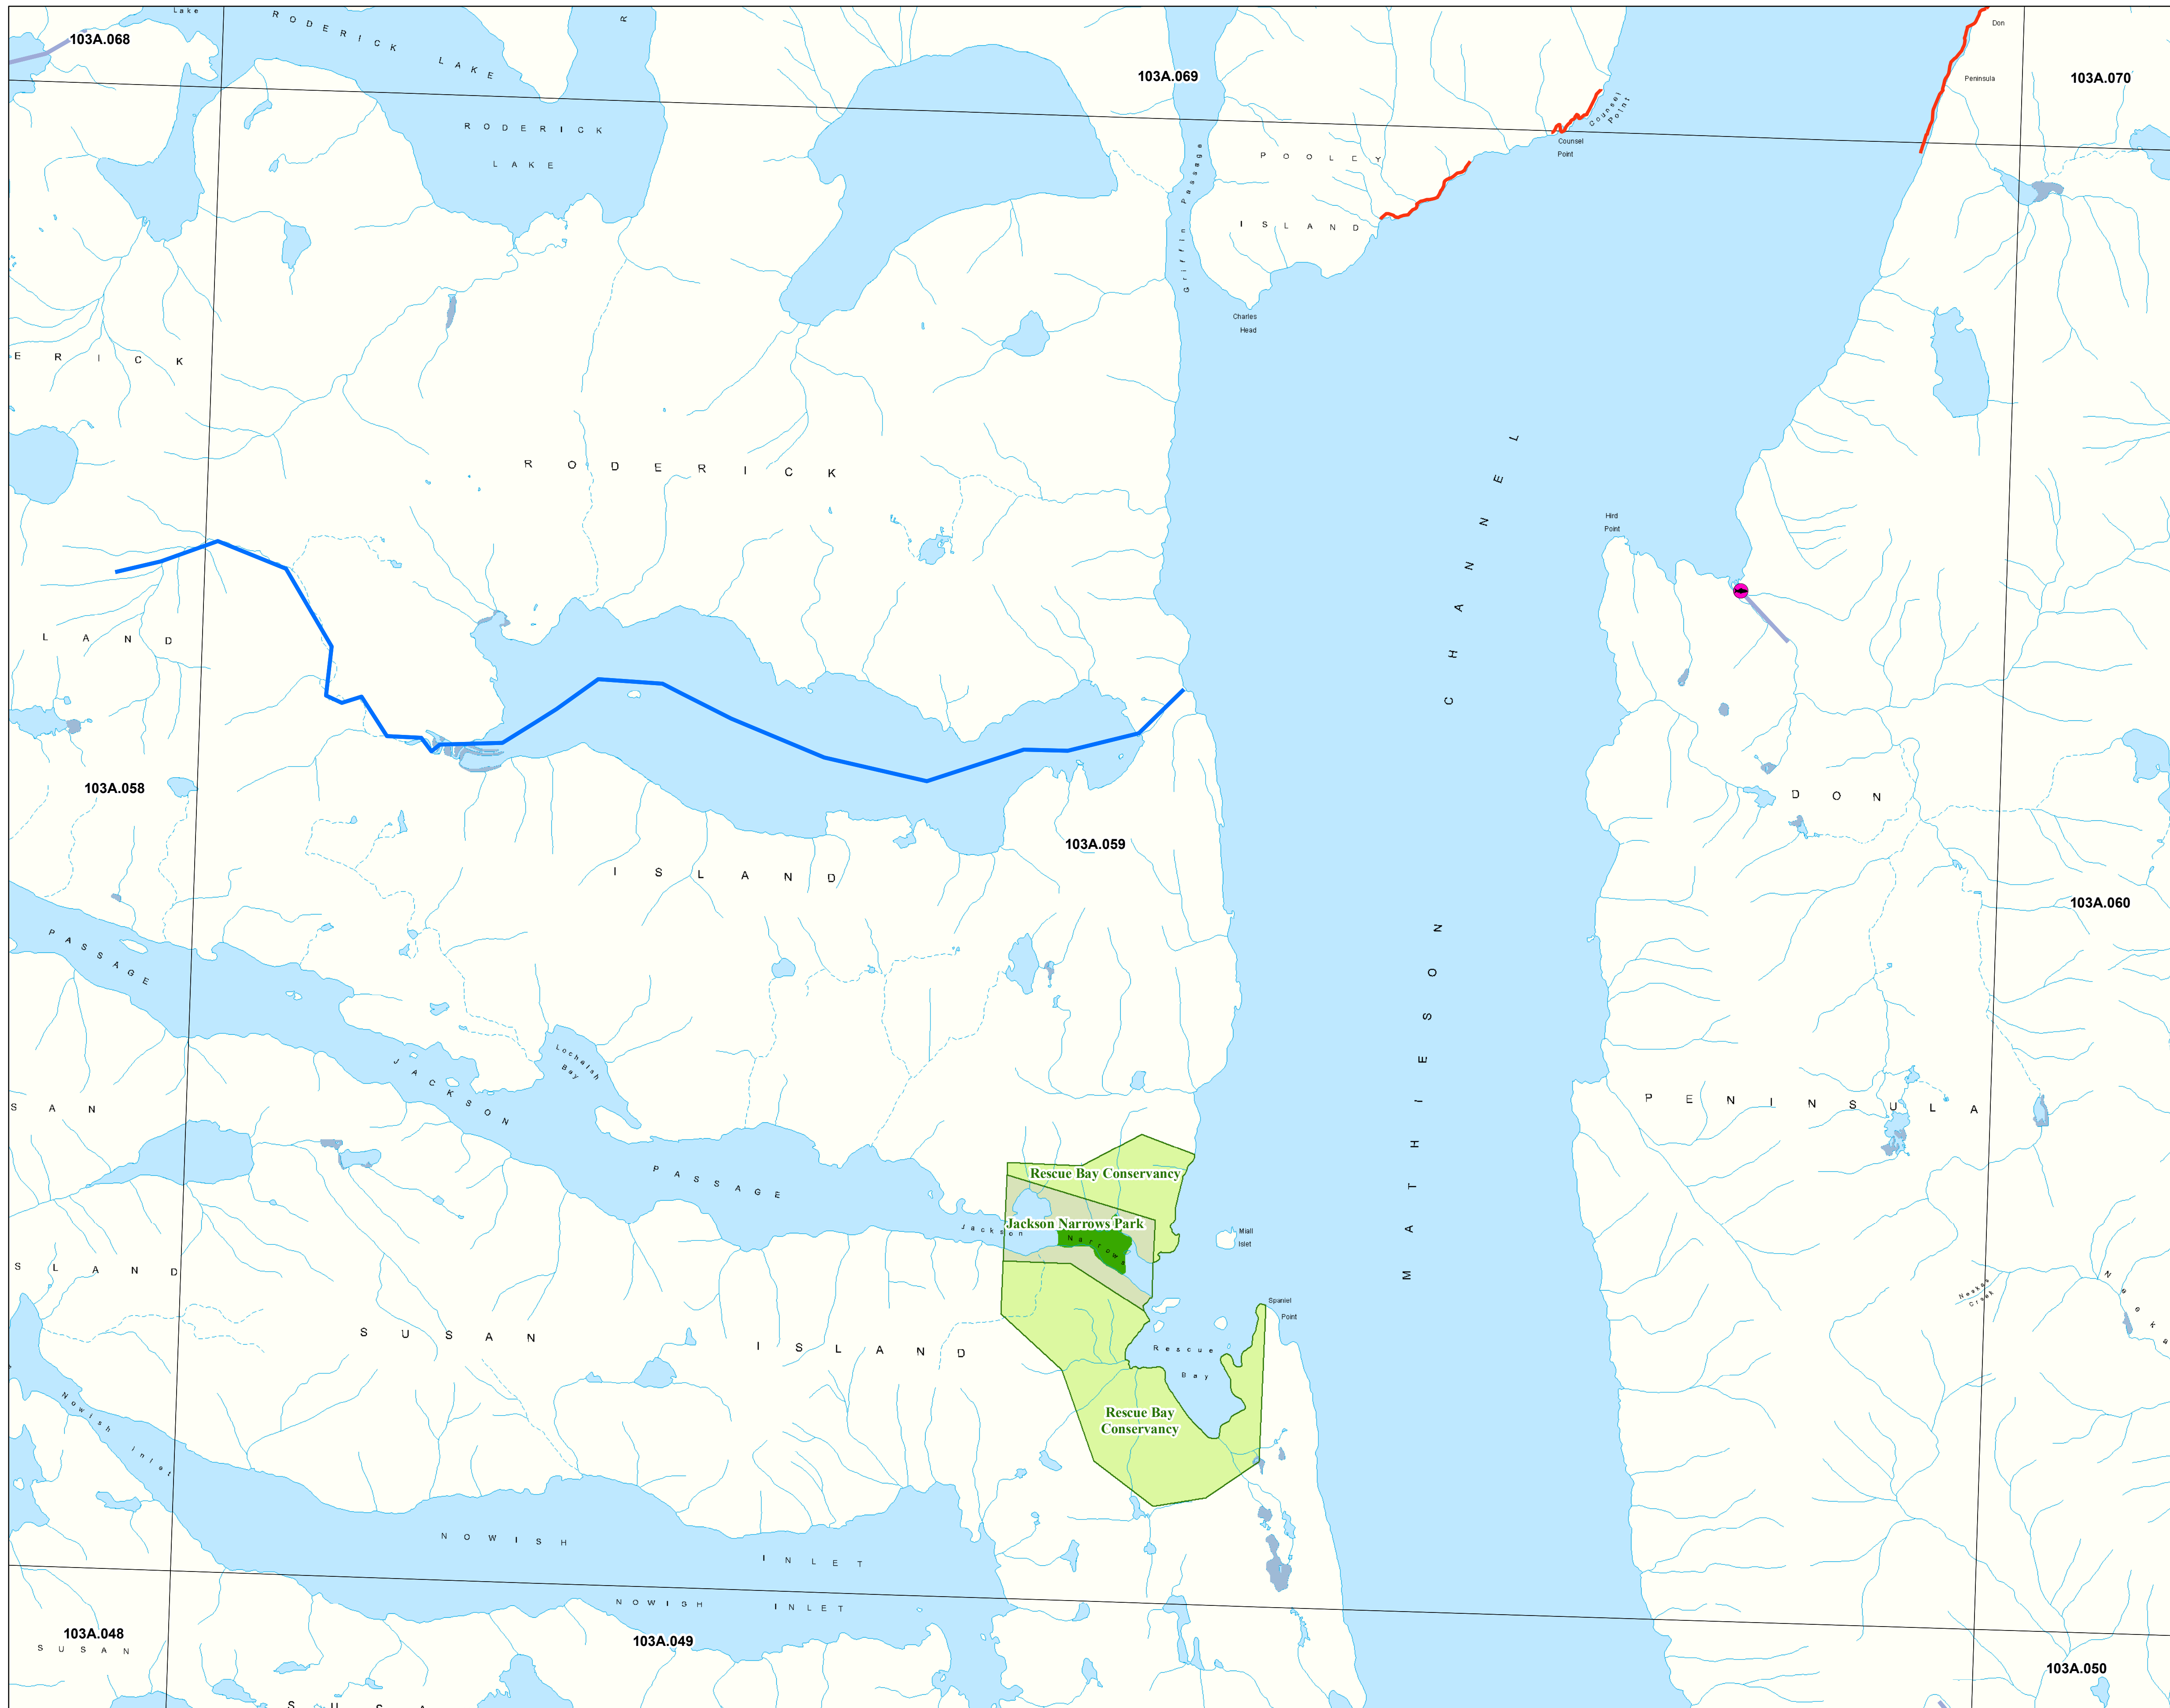 Lake
RODERICK
LAKE
R
Don
103A.068
103A.069
Peninsula
103A.070
Counsel
Point
RODERICK
LAKE
Counsel
Point
POOLEY
ISLAND
Griffin Passage
Charles
Head
ERICK
RODERICK
CHANNEL
Hird
Point
LAND
103A.058
DON
103A.059
ISLAND
103A.060
PASSAGE
MATHIESON
Lochalsh
Bay
JACKSON
SAN
PENINSULA
PASSAGE
Rescue Bay Conservancy
Jackson Narrows Park
Jackson
Narrows
Miall
Islet
SLAND
Neekas
Creek
Spaniel
Point
SUSAN
ISLAND
Rescue
Bay
Nowish Inlet
Rescue Bay
Conservancy
NOWISH
INLET
NOWISH
INLET
103A.048
SUSAN
103A.049
103A.050
SUSA